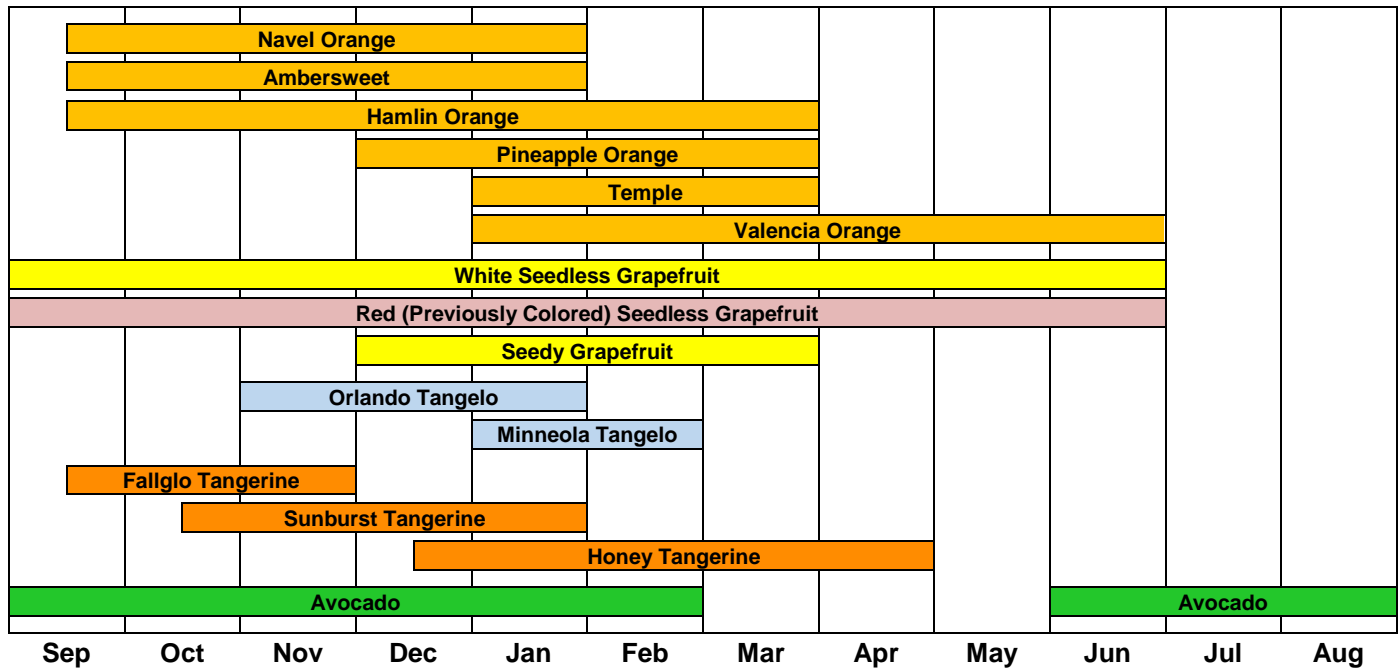 Navel Orange
Ambersweet
Hamlin Orange
Pineapple Orange
Temple
Valencia Orange
White Seedless Grapefruit
Red (Previously Colored) Seedless Grapefruit
Seedy Grapefruit
Orlando Tangelo
Minneola Tangelo
Fallglo Tangerine
Sunburst Tangerine
Honey Tangerine
Avocado Avocado
Sep Oct Nov Dec Jan Feb Mar Apr May Jun Jul Aug